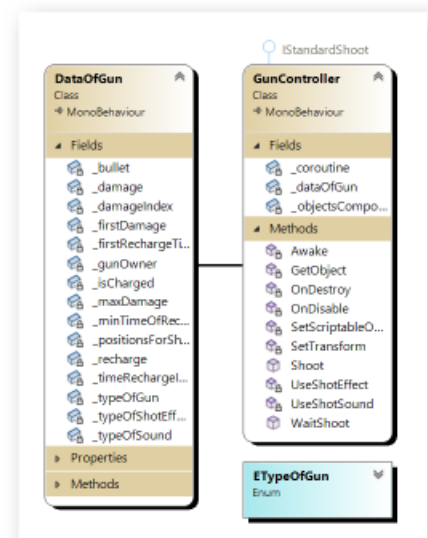 IStandardShoot
DataOfGun
Class
MonoBehaviour
Fields
_bullet
_damage
_damageIndex
_firstDamage
_firstRechargeTi...
_gunOwner
_isCharged
_maxDamage
_minTimeOfRec...
_positionsForSh...
_recharge
_timeRechargeI...
_typeOfGun
_typeOfShotEff...
_typeOfSound
Properties
Methods
GunController
Class
MonoBehaviour
Fields
_coroutine
_dataOfGun
_objectsCompo...
Methods
Awake
GetObject
OnDestroy
OnDisable
SetScriptableO...
SetTransform
Shoot
UseShotEffect
UseShotSound
WaitShoot
ETypeOfGun
Enum